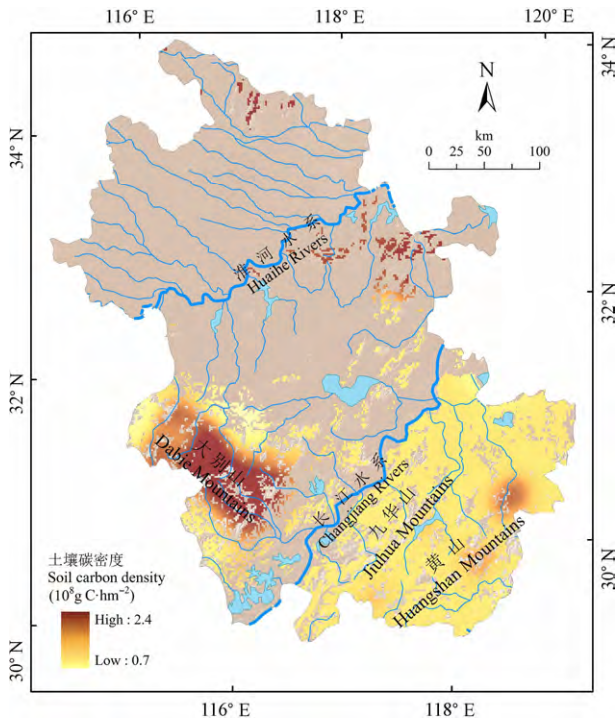 116° E
118° E
120° E
34° N
N
km
0
25
50
100
34° N
淮河水系
Huaihe Rivers
32° N
32° N
大别山
Dabie Mountains
长江水系
Changjiang Rivers
九华山
Jiuhua Mountains
黄山
Huangshan Mountains
30° N
土壤碳密度
Soil carbon density
(10⁸g C·hm⁻²)
High : 2.4
Low : 0.7
30° N
116° E
118° E